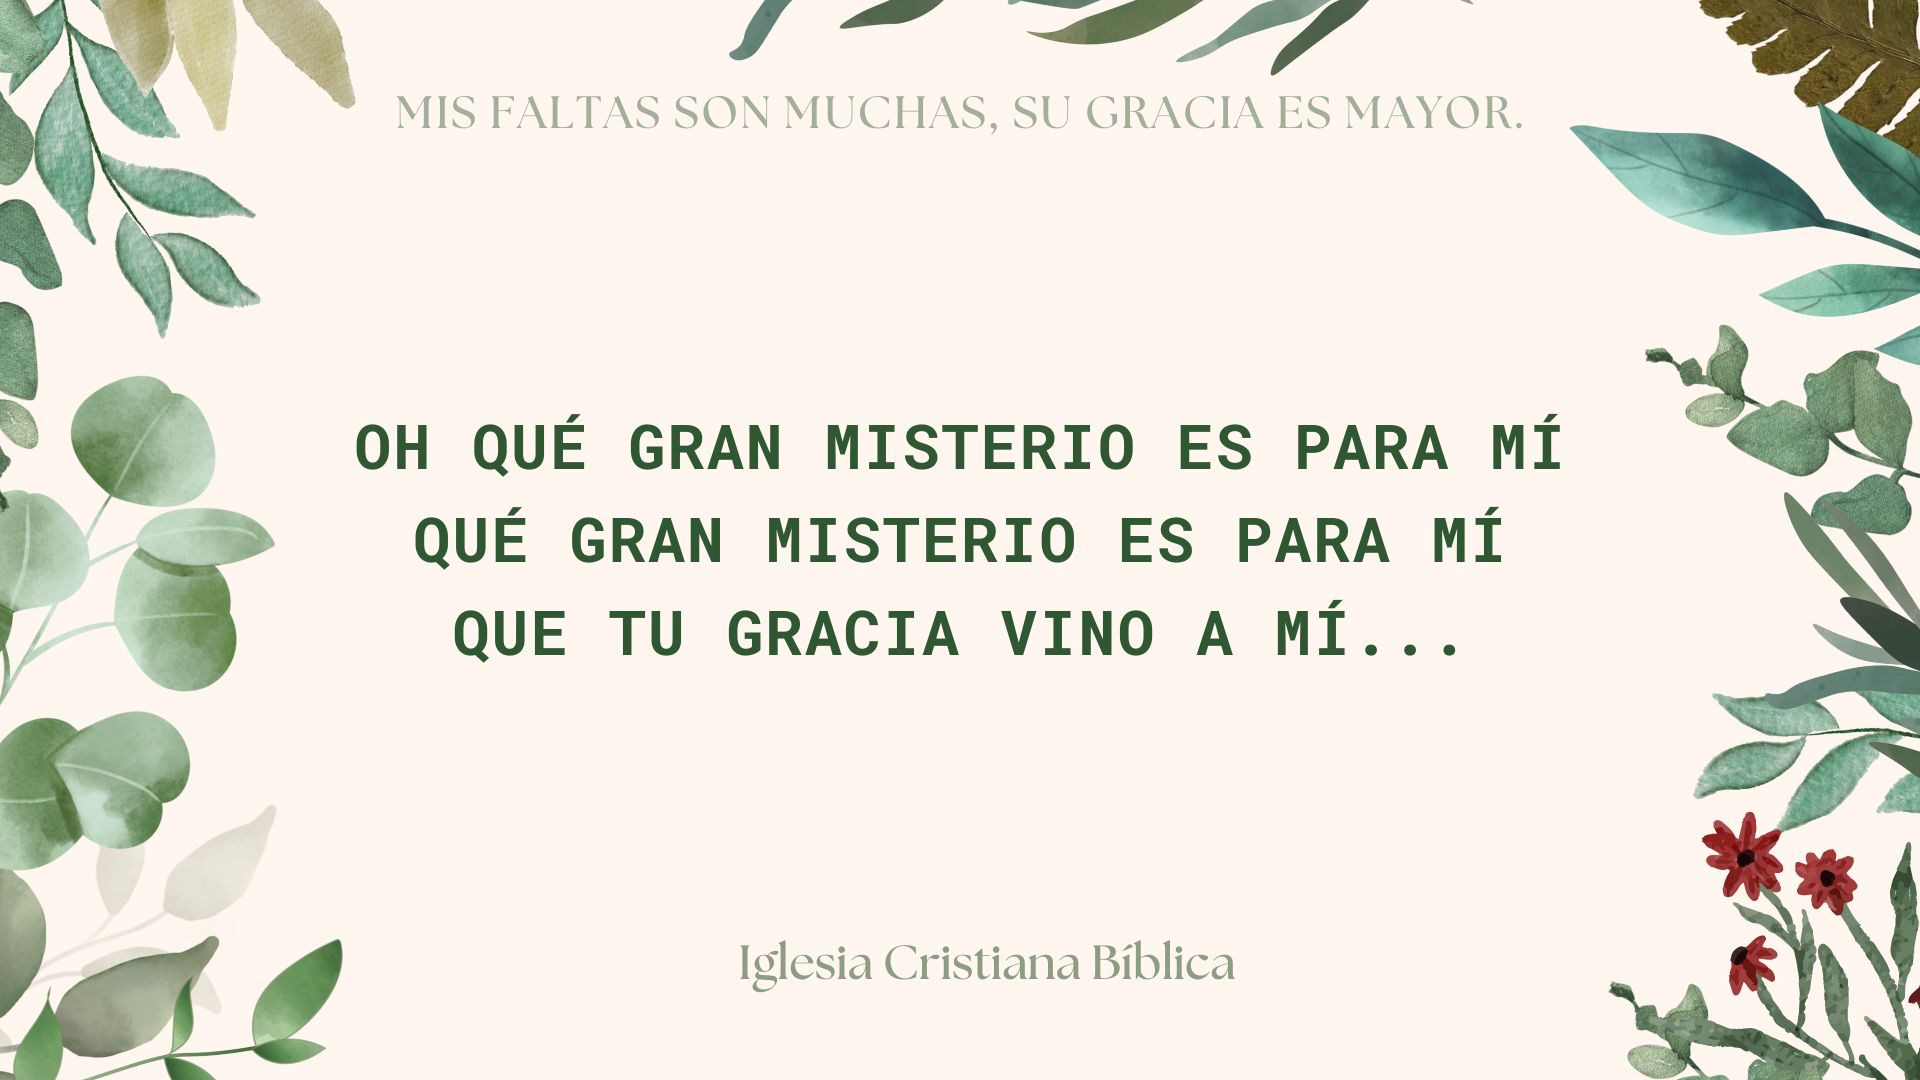 MIS FALTAS SON MUCHAS, SU GRACIA ES MAYOR.
OH QUÉ GRAN MISTERIO ES PARA MÍ
QUÉ GRAN MISTERIO ES PARA MÍ
QUE TU GRACIA VINO A MÍ...
Iglesia Cristiana Bíblica